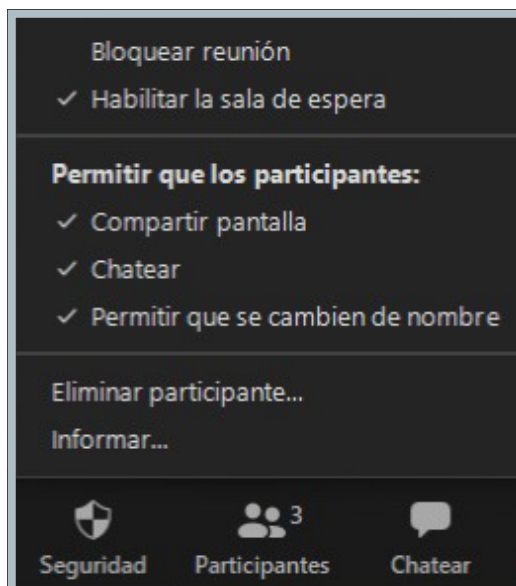 Bloquear reunión
✓ Habilitar la sala de espera
Permitir que los participantes:
✓ Compartir pantalla
✓ Chatear
✓ Permitir que se cambien de nombre
Eliminar participante...
Informar...
3
Seguridad Participantes Chatear